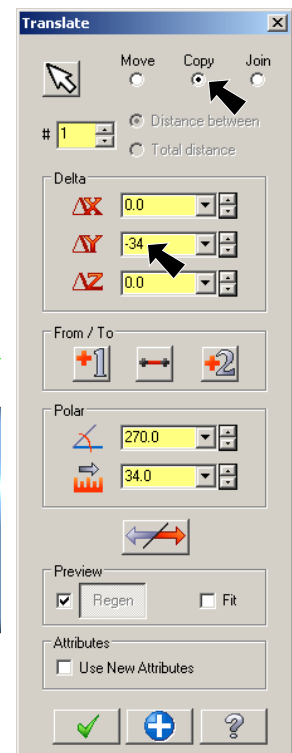 Translate
Move Copy Join
# 1 Distance between
Total distance
Delta
ΔX 0.0
ΔY -34
ΔZ 0.0
From / To
+1 +2
Polar
270.0
34.0
Preview
Regen Fit
Attributes
Use New Attributes
?